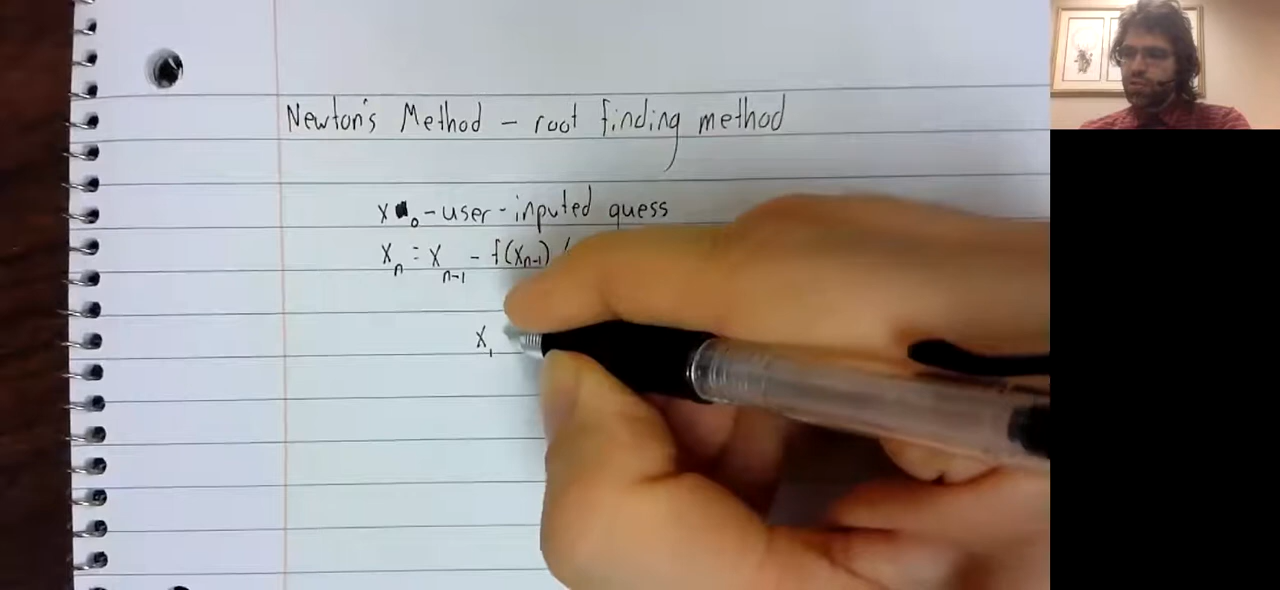 Newton's Method - root finding method
x₀ - user-inputed guess
xₙ = xₙ₋₁ - f(xₙ₋₁) /
x₁